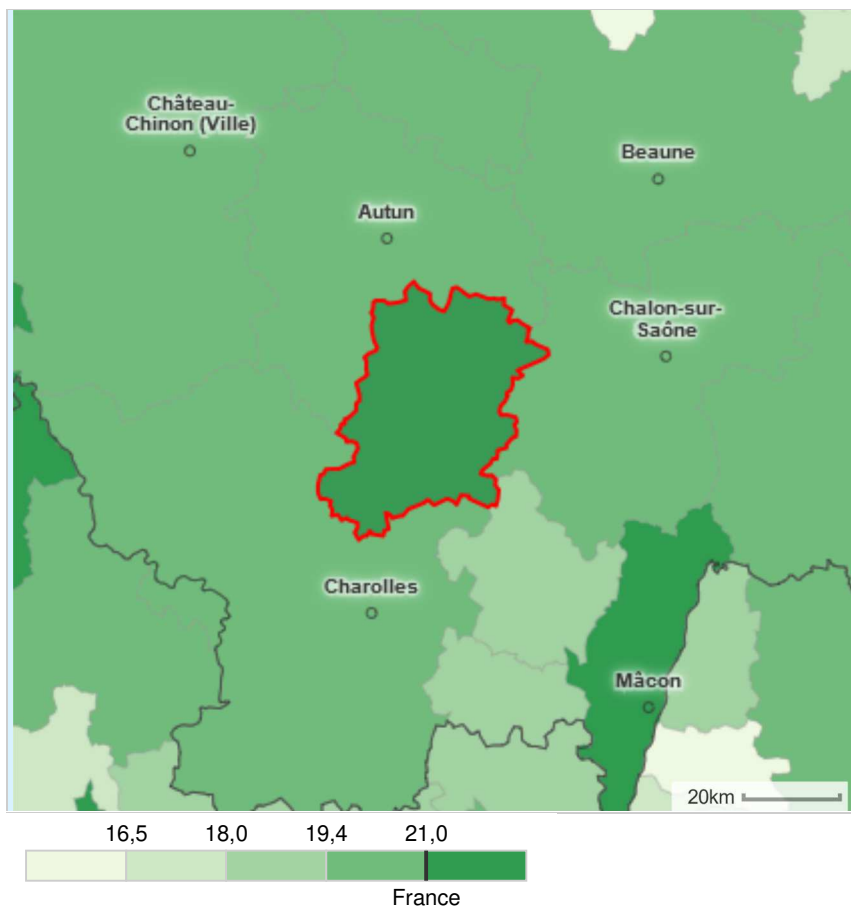 Château-
Chinon (Ville)
Beaune
Autun
Chalon-sur-
Saône
Charolles
Mâcon
20km
16,5 18,0 19,4 21,0
France